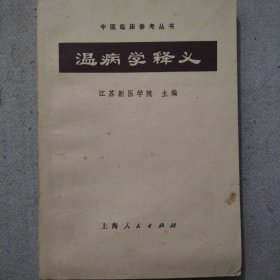 中医临床参考丛书
温病学释义
江苏新医学院 主编
上海人民出版社